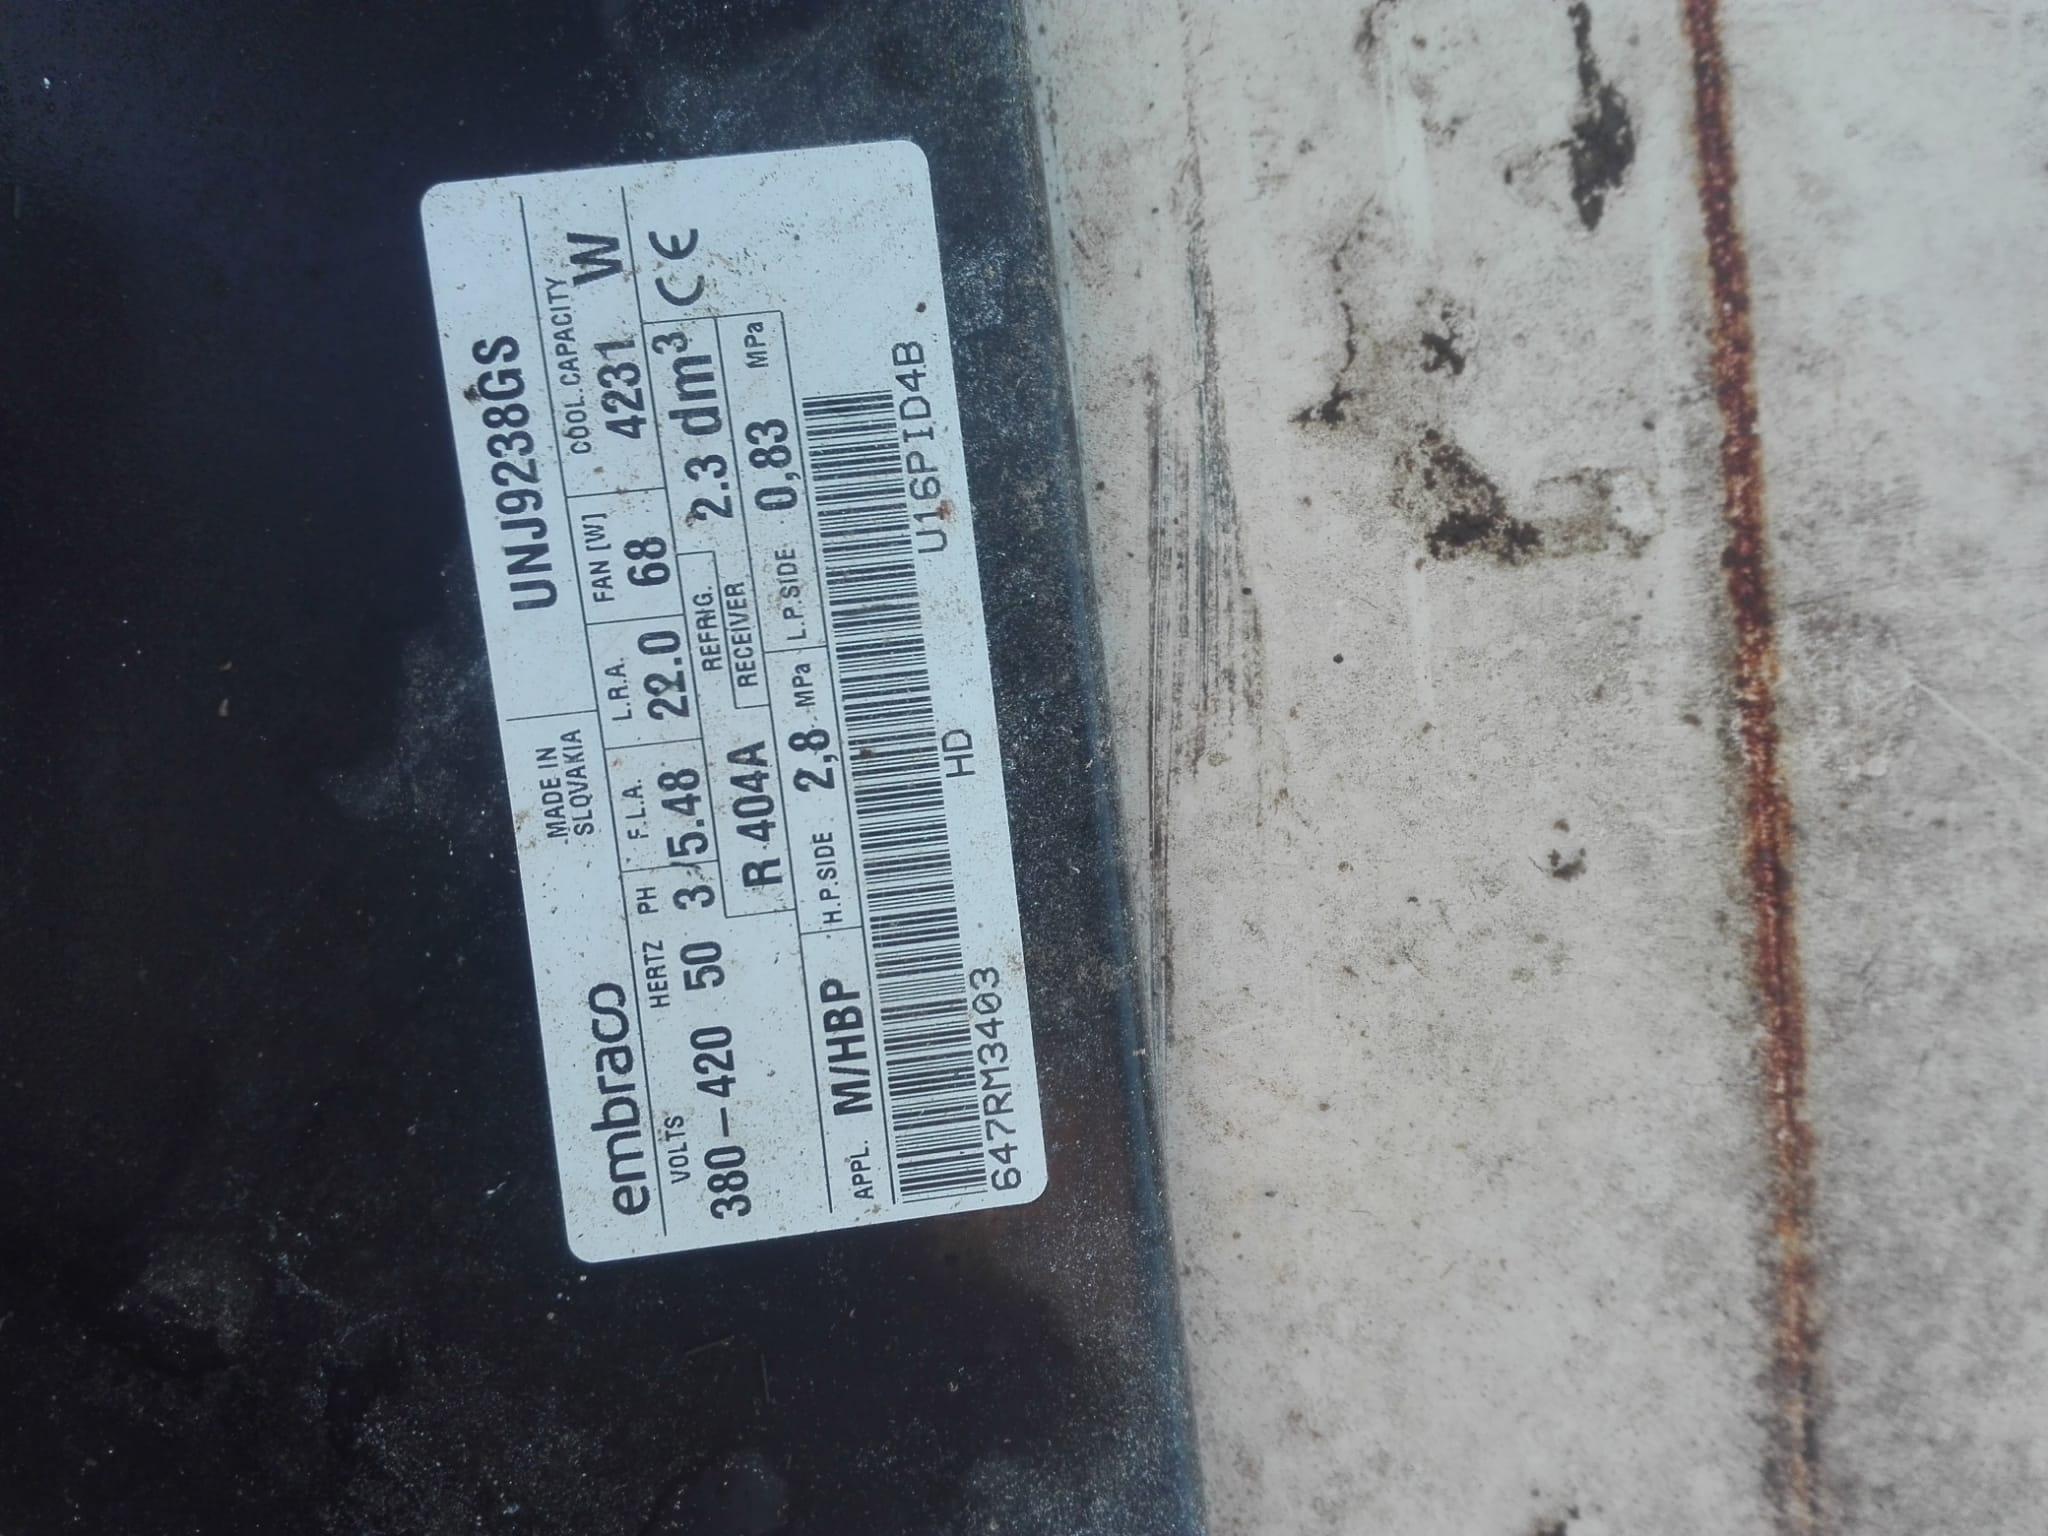 embraco MADE IN SLOVAKIA UNJ9238GS
VOLTS HERTZ PH F.L.A. L.R.A. FAN [W] COOL.CAPACITY
380-420 50 3 5.48 22.0 68 4231 W
R 404A REFRIG. RECEIVER 2.3 dm³ CE
APPL. M/HBP H.P.SIDE 2,8 MPa L.P.SIDE 0,83 MPa
647RM3403 HD U16PID4B